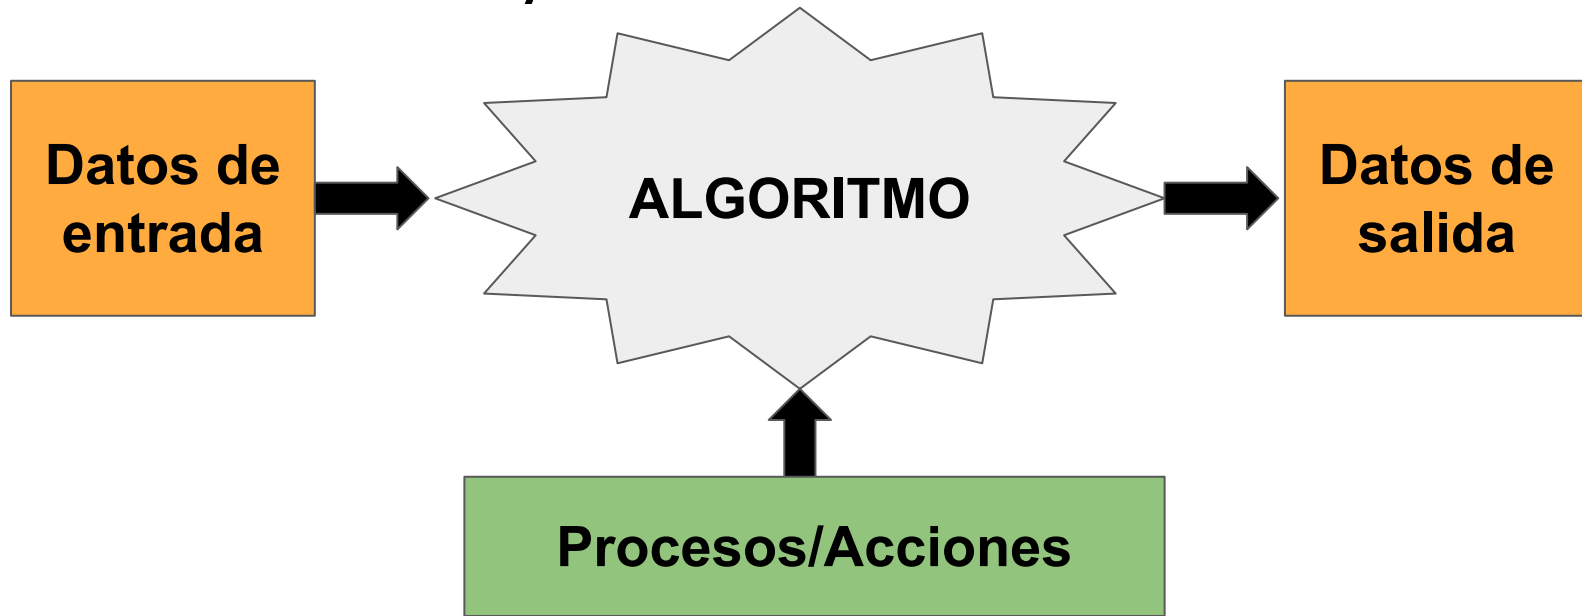 Datos de
entrada
ALGORITMO
Datos de
salida
Procesos/Acciones